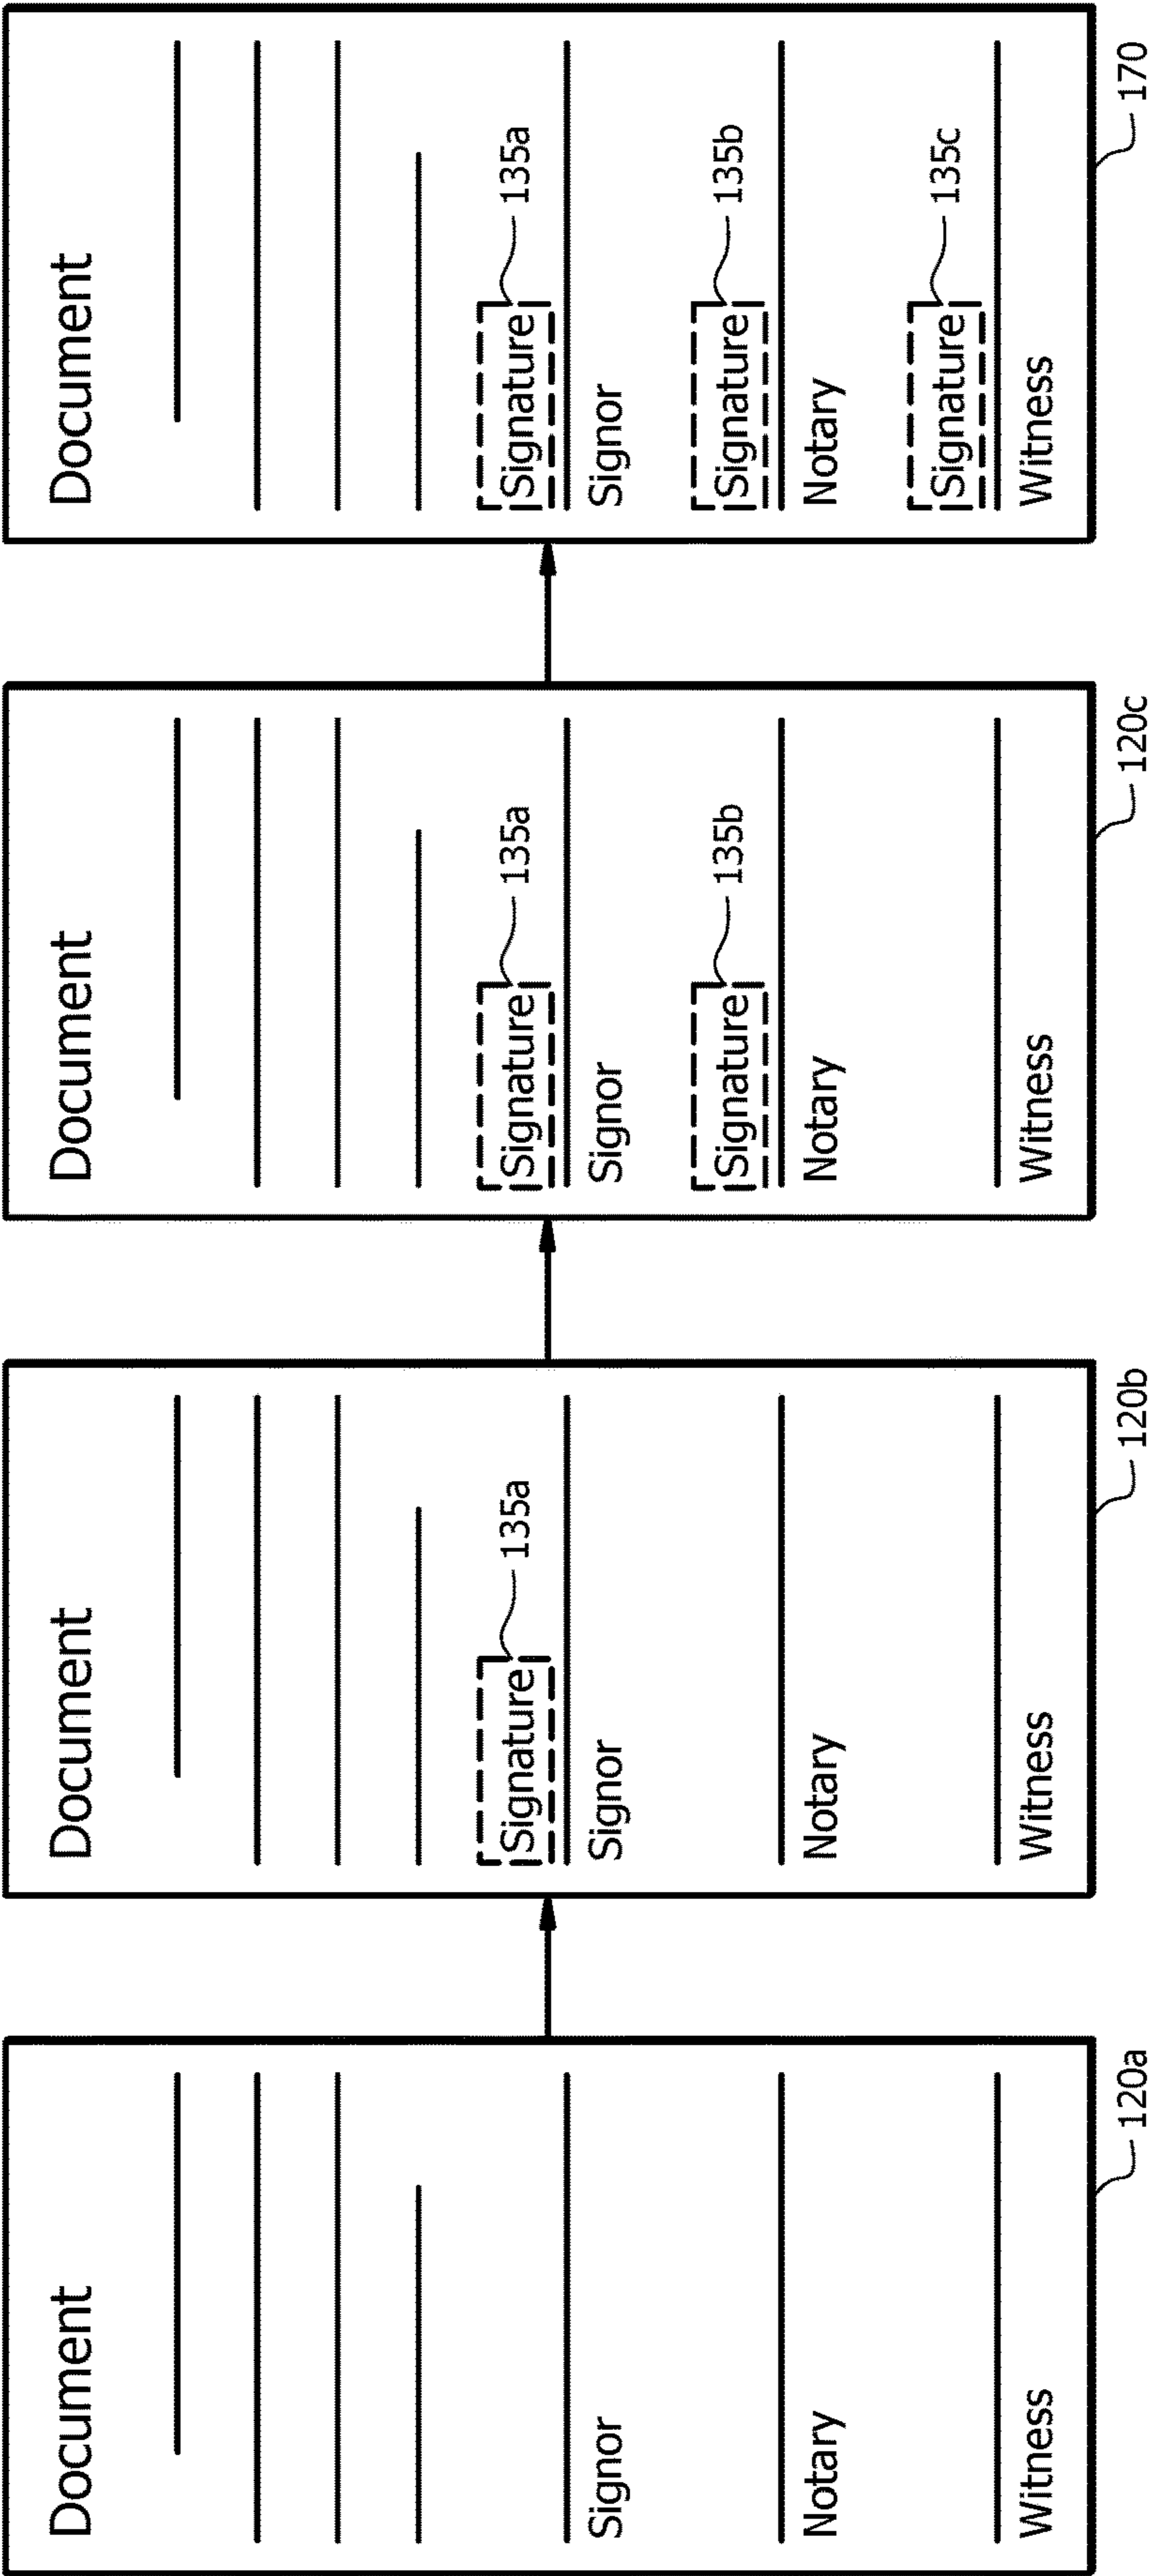 Document
Signor
Notary
Witness
120a
Document
Signature
135a
Signor
Notary
Witness
120b
Document
Signature
135a
Signor
Signature
135b
Notary
Witness
120c
Document
Signature
135a
Signor
Signature
135b
Notary
Signature
135c
Witness
170